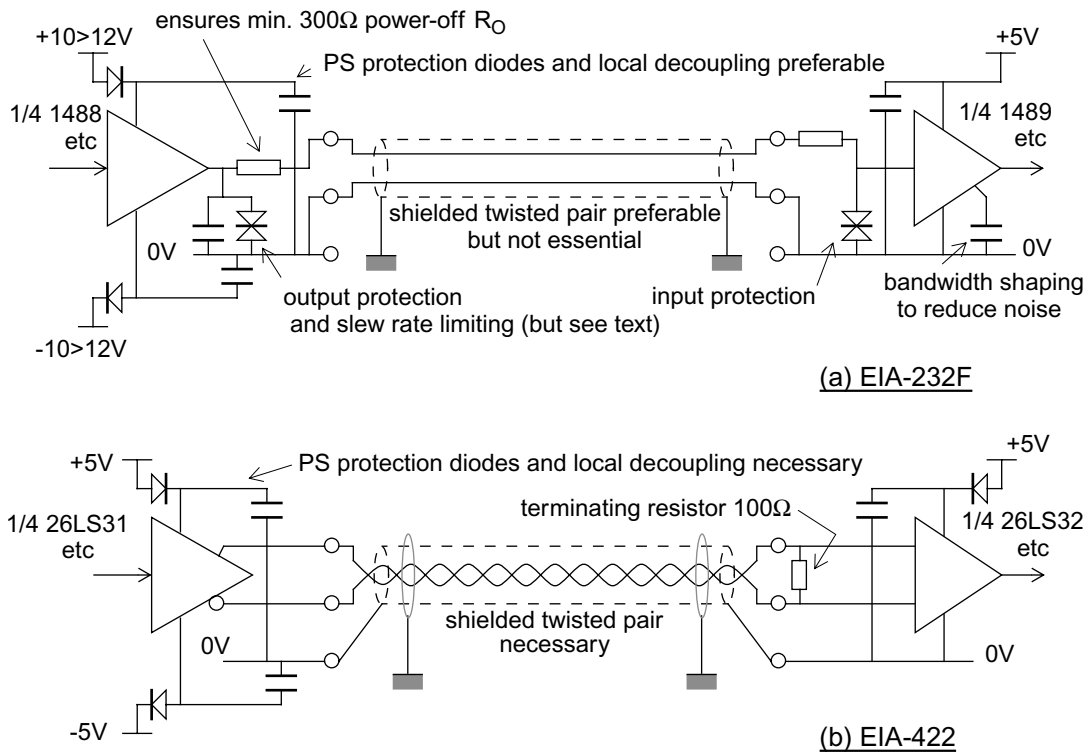 ensures min. 300Ω power-off RO
+10>12V
+5V
PS protection diodes and local decoupling preferable
1/4 1488
etc
1/4 1489
etc
shielded twisted pair preferable
but not essential
0V
0V
output protection
and slew rate limiting (but see text)
input protection
bandwidth shaping
to reduce noise
-10>12V
(a) EIA-232F
+5V
PS protection diodes and local decoupling necessary
+5V
terminating resistor 100Ω
1/4 26LS31
etc
1/4 26LS32
etc
shielded twisted pair
necessary
0V
0V
-5V
(b) EIA-422